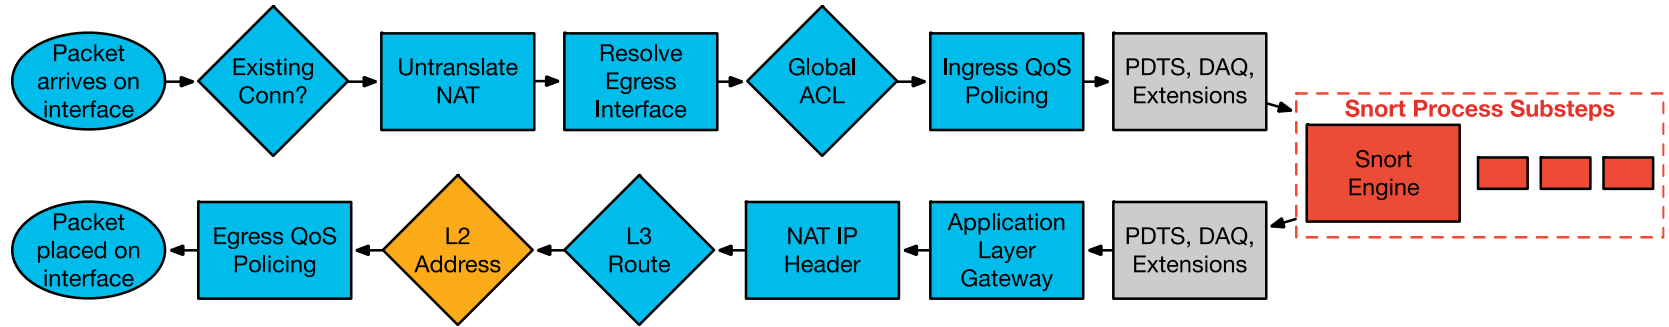 Packet
arrives on
interface
Existing
Conn?
Untranslate
NAT
Resolve
Egress
Interface
Global
ACL
Ingress QoS
Policing
PDTS, DAQ,
Extensions
Snort Process Substeps
Snort
Engine
Packet
placed on
interface
Egress QoS
Policing
L2
Address
L3
Route
NAT IP
Header
Application
Layer
Gateway
PDTS, DAQ,
Extensions